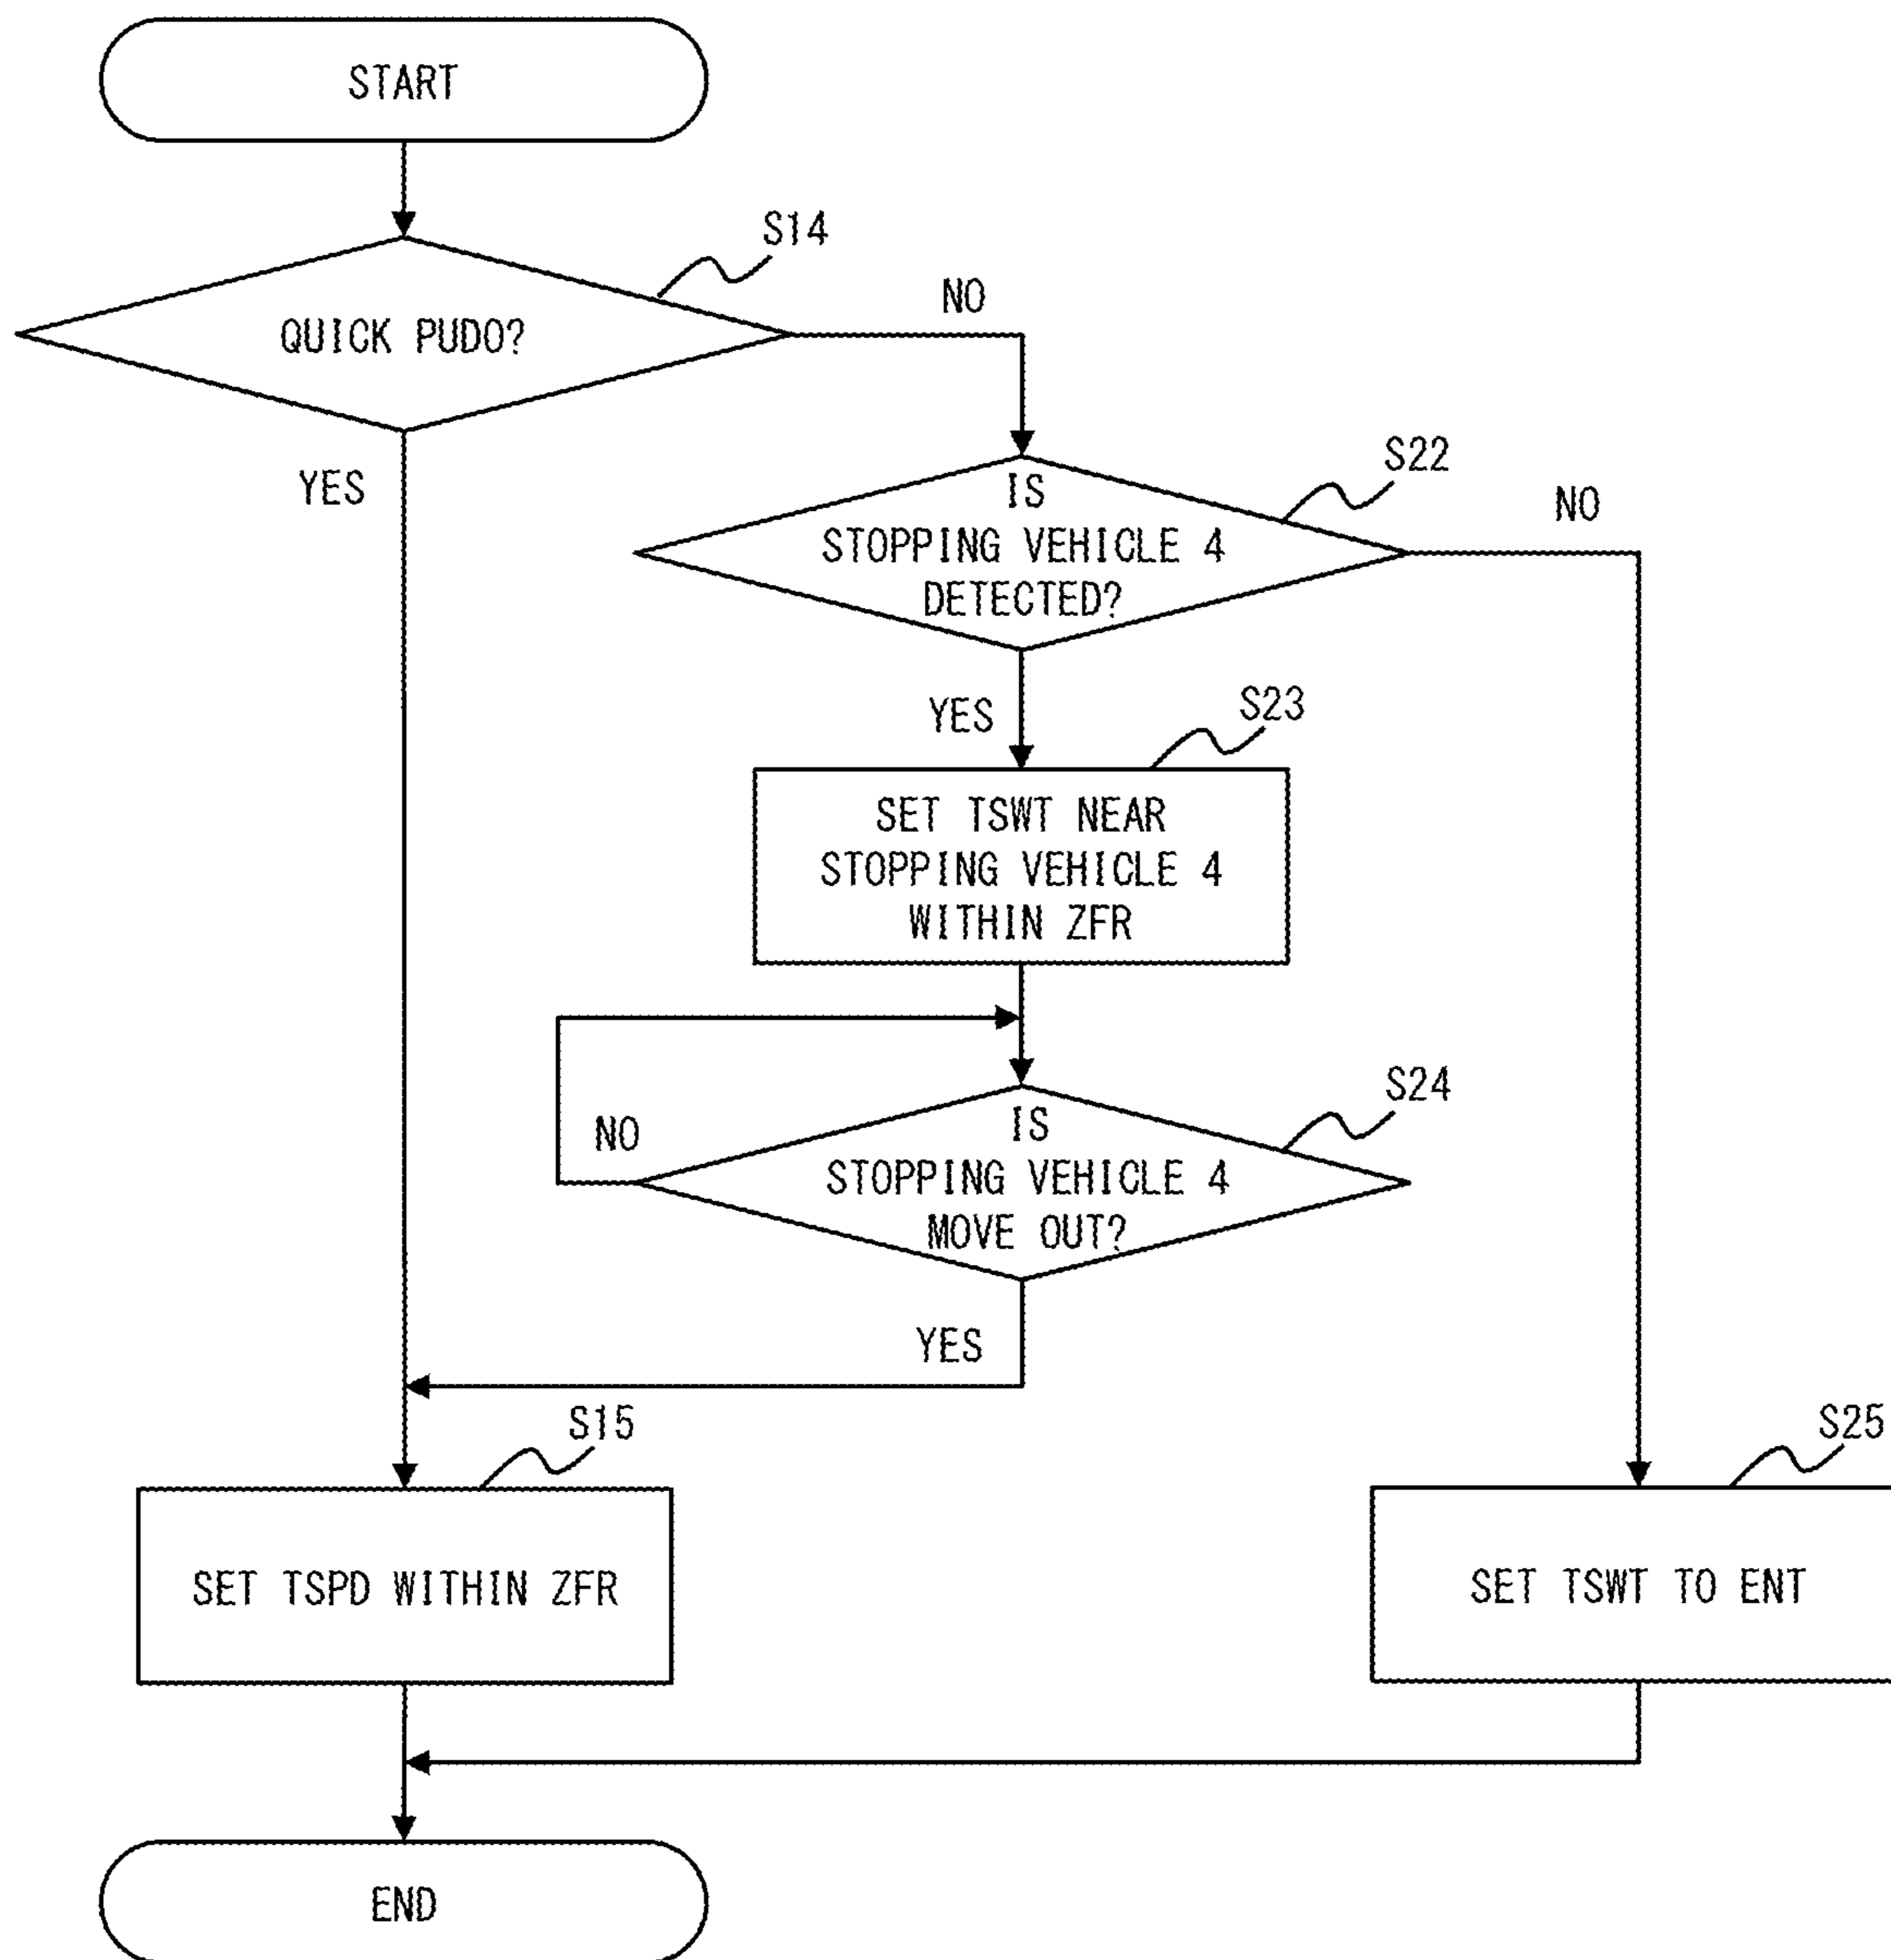 START
S14
QUICK PUDO?
NO
YES
S22
IS
STOPPING VEHICLE 4
DETECTED?
NO
YES
S23
SET TSWT NEAR
STOPPING VEHICLE 4
WITHIN ZFR
S24
IS
STOPPING VEHICLE 4
MOVE OUT?
NO
YES
S15
SET TSPD WITHIN ZFR
S25
SET TSWT TO ENT
END